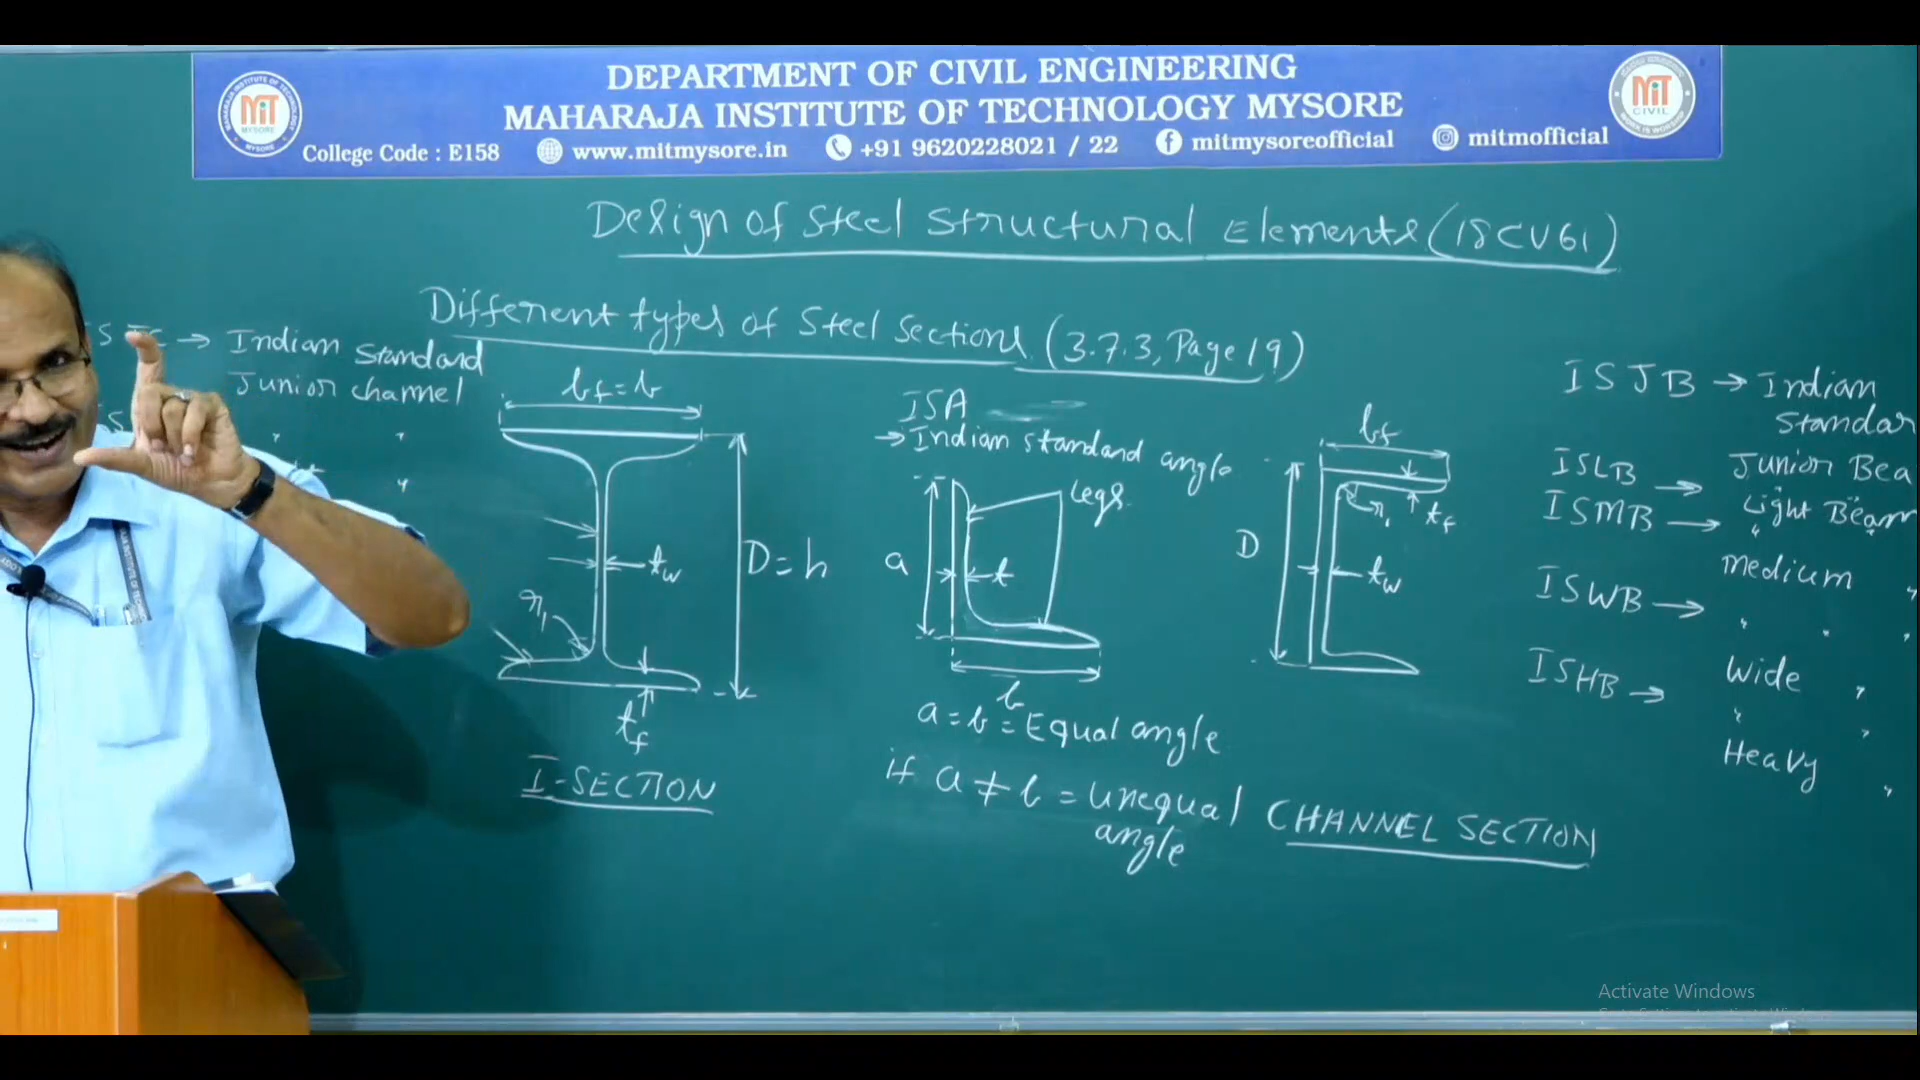 DEPARTMENT OF CIVIL ENGINEERING
MAHARAJA INSTITUTE OF TECHNOLOGY MYSORE
College Code : E158 www.mitmysore.in +91 9620228021 / 22 mitmysoreofficial mitmofficial
MIT
MYSORE
MIT
CIVIL
Design of Steel Structural Elements (18CV61)
Different types of Steel Sections (3.7.3, Page 19)
→ Indian Standard
Junior channel
bf = b
tw
D = h
r1
tf
I-SECTION
ISA
→ Indian standard angle
legs
a
t
b
a = b = Equal angle
if a ≠ b = unequal
angle
bf
r1
tf
D
tw
CHANNEL SECTION
ISJB → Indian
Standar
Junior Bea
ISLB →
Light Beam
ISMB →
medium "
ISWB →
" " "
Wide "
ISHB →
" "
Heavy "
Activate Windows